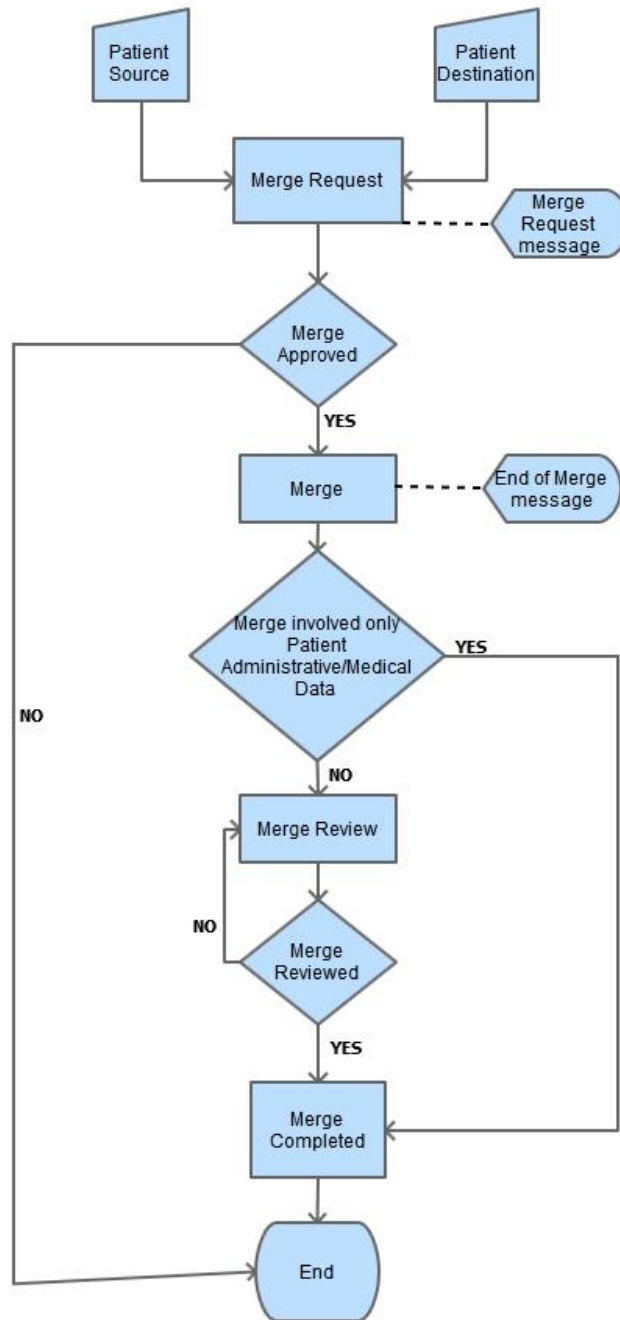 Patient
Source
Patient
Destination
Merge Request
Merge
Request
message
Merge
Approved
YES
Merge
End of Merge
message
Merge involved only
Patient
Administrative/Medical
Data
YES
NO
NO
Merge Review
NO
Merge
Reviewed
YES
Merge
Completed
End